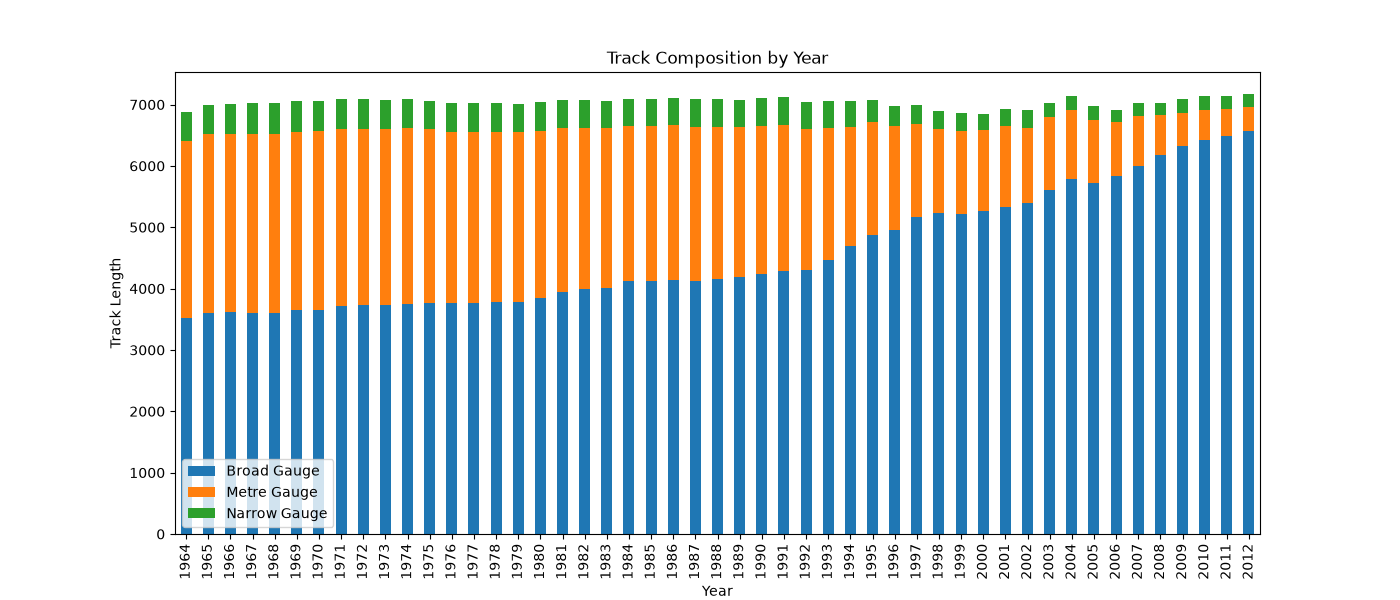 Track Composition by Year
Track Length
7000
6000
5000
4000
3000
2000
1000
0
Broad Gauge
Metre Gauge
Narrow Gauge
1964 1965 1966 1967 1968 1969 1970 1971 1972 1973 1974 1975 1976 1977 1978 1979 1980 1981 1982 1983 1984 1985 1986 1987 1988 1989 1990 1991 1992 1993 1994 1995 1996 1997 1998 1999 2000 2001 2002 2003 2004 2005 2006 2007 2008 2009 2010 2011 2012
Year